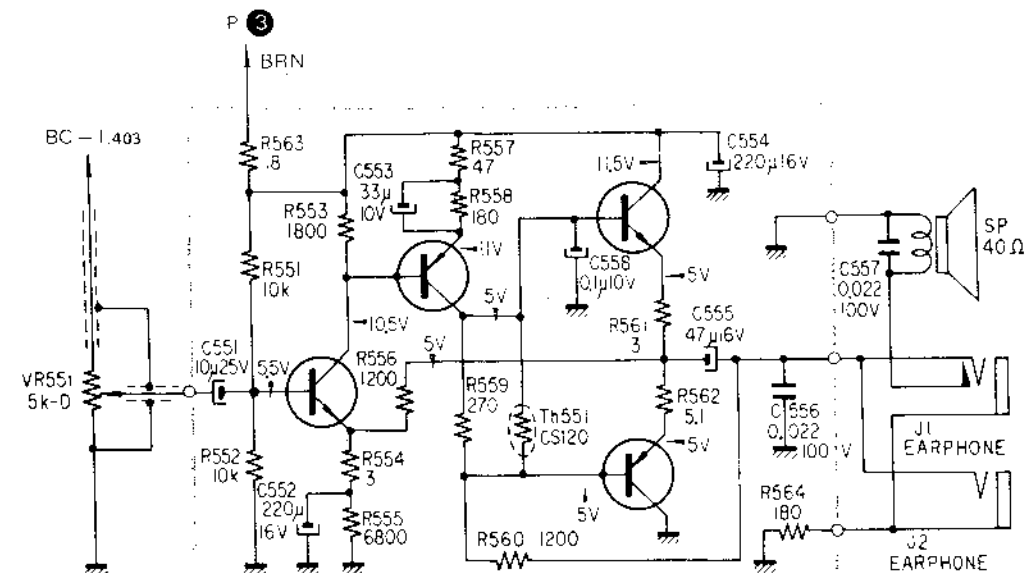 P 3
BRN
BC-1.403
R563
.8
C553
33μ
10V
R557
47
R558
180
11.5V
C554
220μ16V
R553
1800
11V
R551
10k
C558
0.1μ10V
5V
SP
40Ω
C557
0.022
100V
10.5V
5V
5V
R561
3
C555
47μ16V
C551
10μ25V
5.5V
R556
1200
VR551
5k-D
R559
270
Th551
CS120
R562
5.1
5V
C556
0.022
100V
J1
EARPHONE
R552
10k
R554
3
C552
220μ
16V
R555
6800
5V
R564
180
R560 1200
J2
EARPHONE